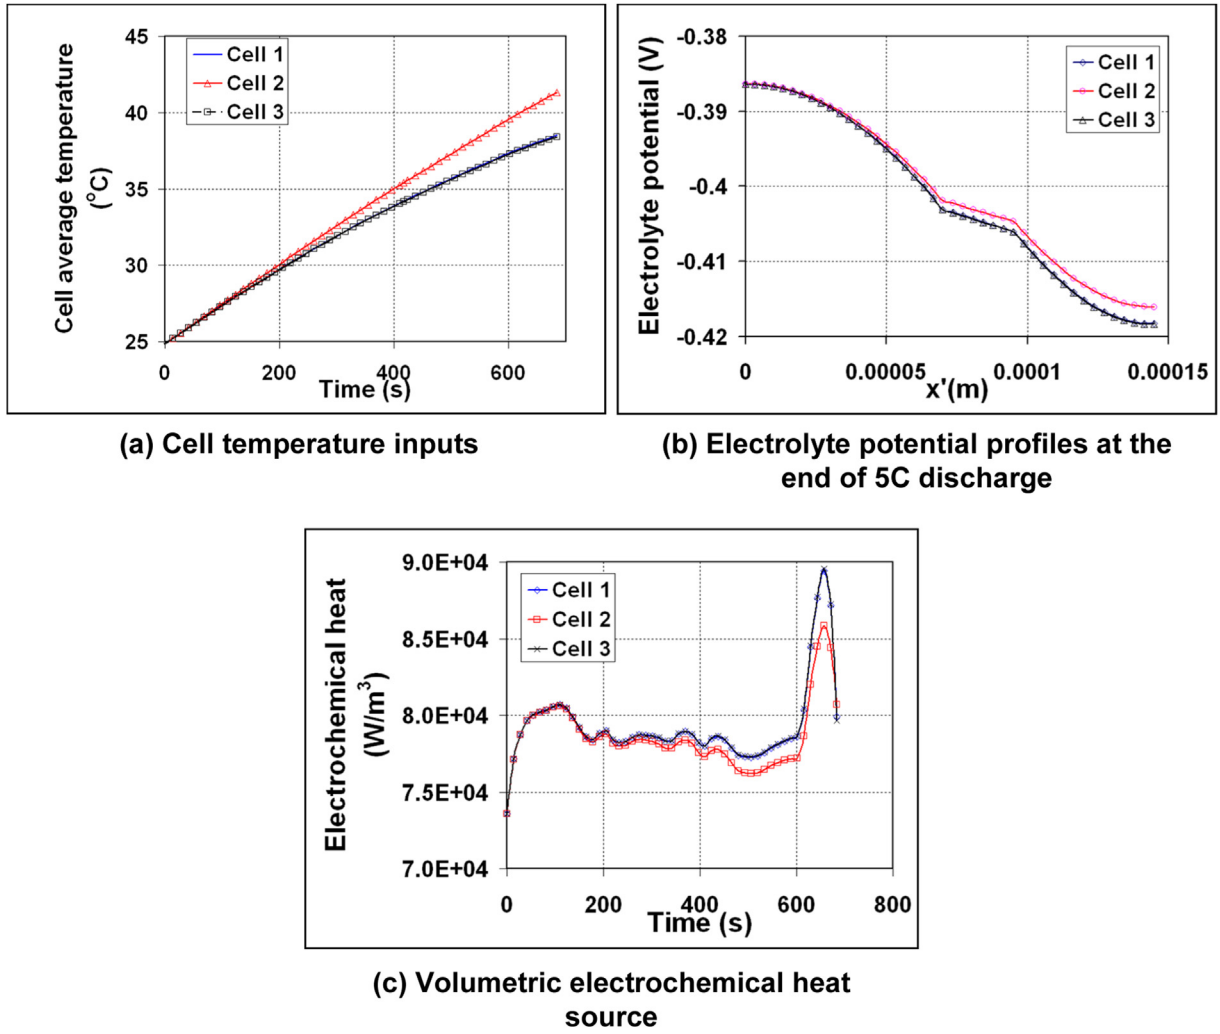 45
40
35
30
25
Cell average temperature
(°C)
Cell 1
Cell 2
Cell 3
0
200
400
600
Time (s)
-0.38
-0.39
-0.4
-0.41
-0.42
Electrolyte potential (V)
Cell 1
Cell 2
Cell 3
0
0.00005
0.0001
0.00015
x'(m)
(a) Cell temperature inputs
(b) Electrolyte potential profiles at the
end of 5C discharge
9.0E+04
8.5E+04
8.0E+04
7.5E+04
7.0E+04
Electrochemical heat
(W/m³)
Cell 1
Cell 2
Cell 3
0
200
400
600
800
Time (s)
(c) Volumetric electrochemical heat
source